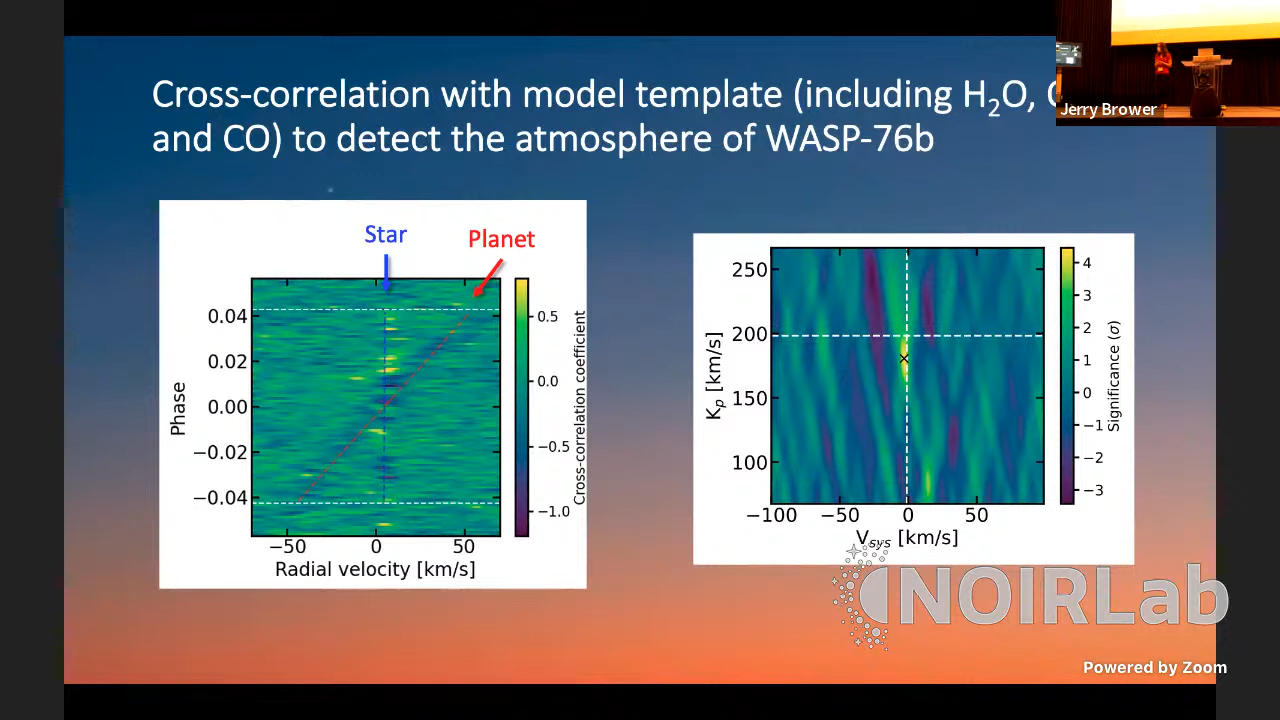 Cross-correlation with model template (including H₂O,
and CO) to detect the atmosphere of WASP-76b
Jerry Brower
Star
Planet
0.04
0.02
0.00
−0.02
−0.04
Phase
−50
0
50
Radial velocity [km/s]
0.5
0.0
−0.5
−1.0
Cross-correlation coefficient
250
200
150
100
Kₚ [km/s]
−100
−50
0
50
Vₛᵧₛ [km/s]
4
3
2
1
0
−1
−2
−3
Significance (σ)
NOIRLab
Powered by Zoom